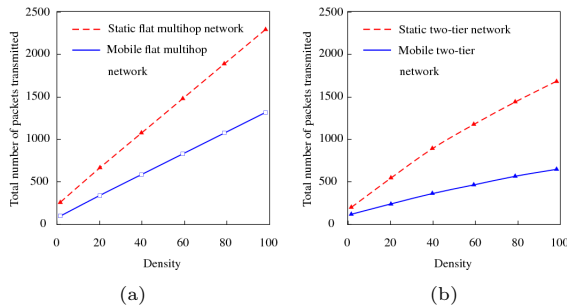 2500
2000
1500
1000
500
0
Total number of packets transmitted
Static flat multihop network
Mobile flat multihop
network
0 20 40 60 80 100
Density
(a)
2500
2000
1500
1000
500
0
Total number of packets transmitted
Static two-tier network
Mobile two-tier
network
0 20 40 60 80 100
Density
(b)